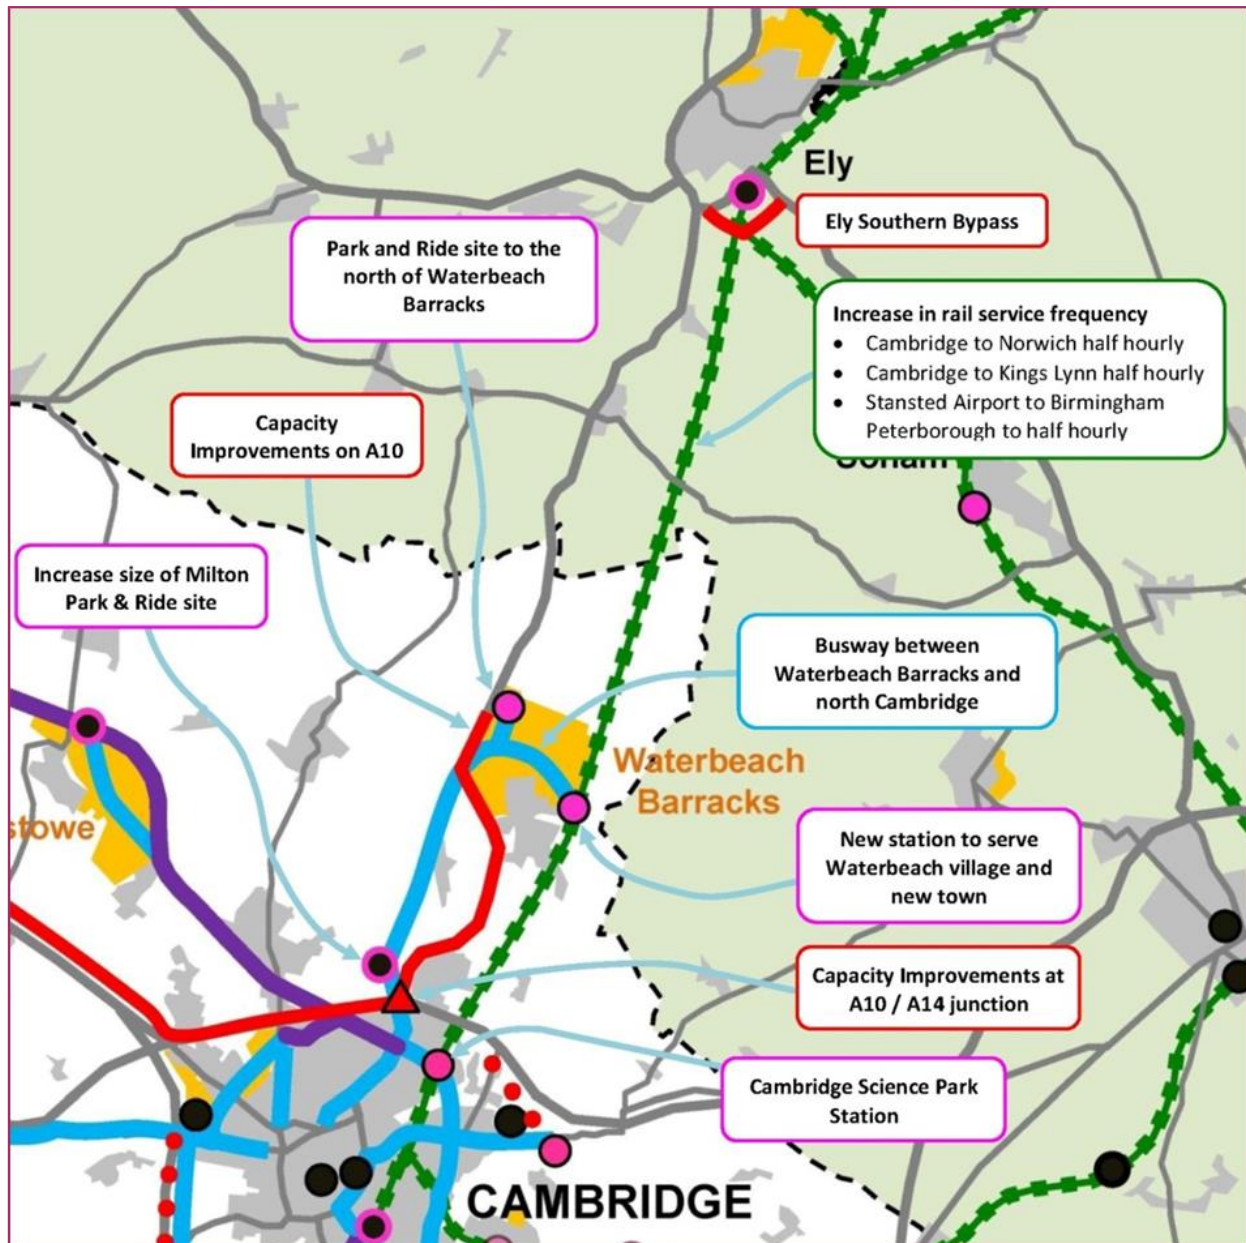 Ely
Ely Southern Bypass
Park and Ride site to the
north of Waterbeach
Barracks
Increase in rail service frequency
• Cambridge to Norwich half hourly
• Cambridge to Kings Lynn half hourly
• Stansted Airport to Birmingham
Peterborough to half hourly
Capacity
Improvements on A10
Soham
Increase size of Milton
Park & Ride site
Busway between
Waterbeach Barracks and
north Cambridge
Waterbeach
Barracks
stowe
New station to serve
Waterbeach village and
new town
Capacity Improvements at
A10 / A14 junction
Cambridge Science Park
Station
CAMBRIDGE